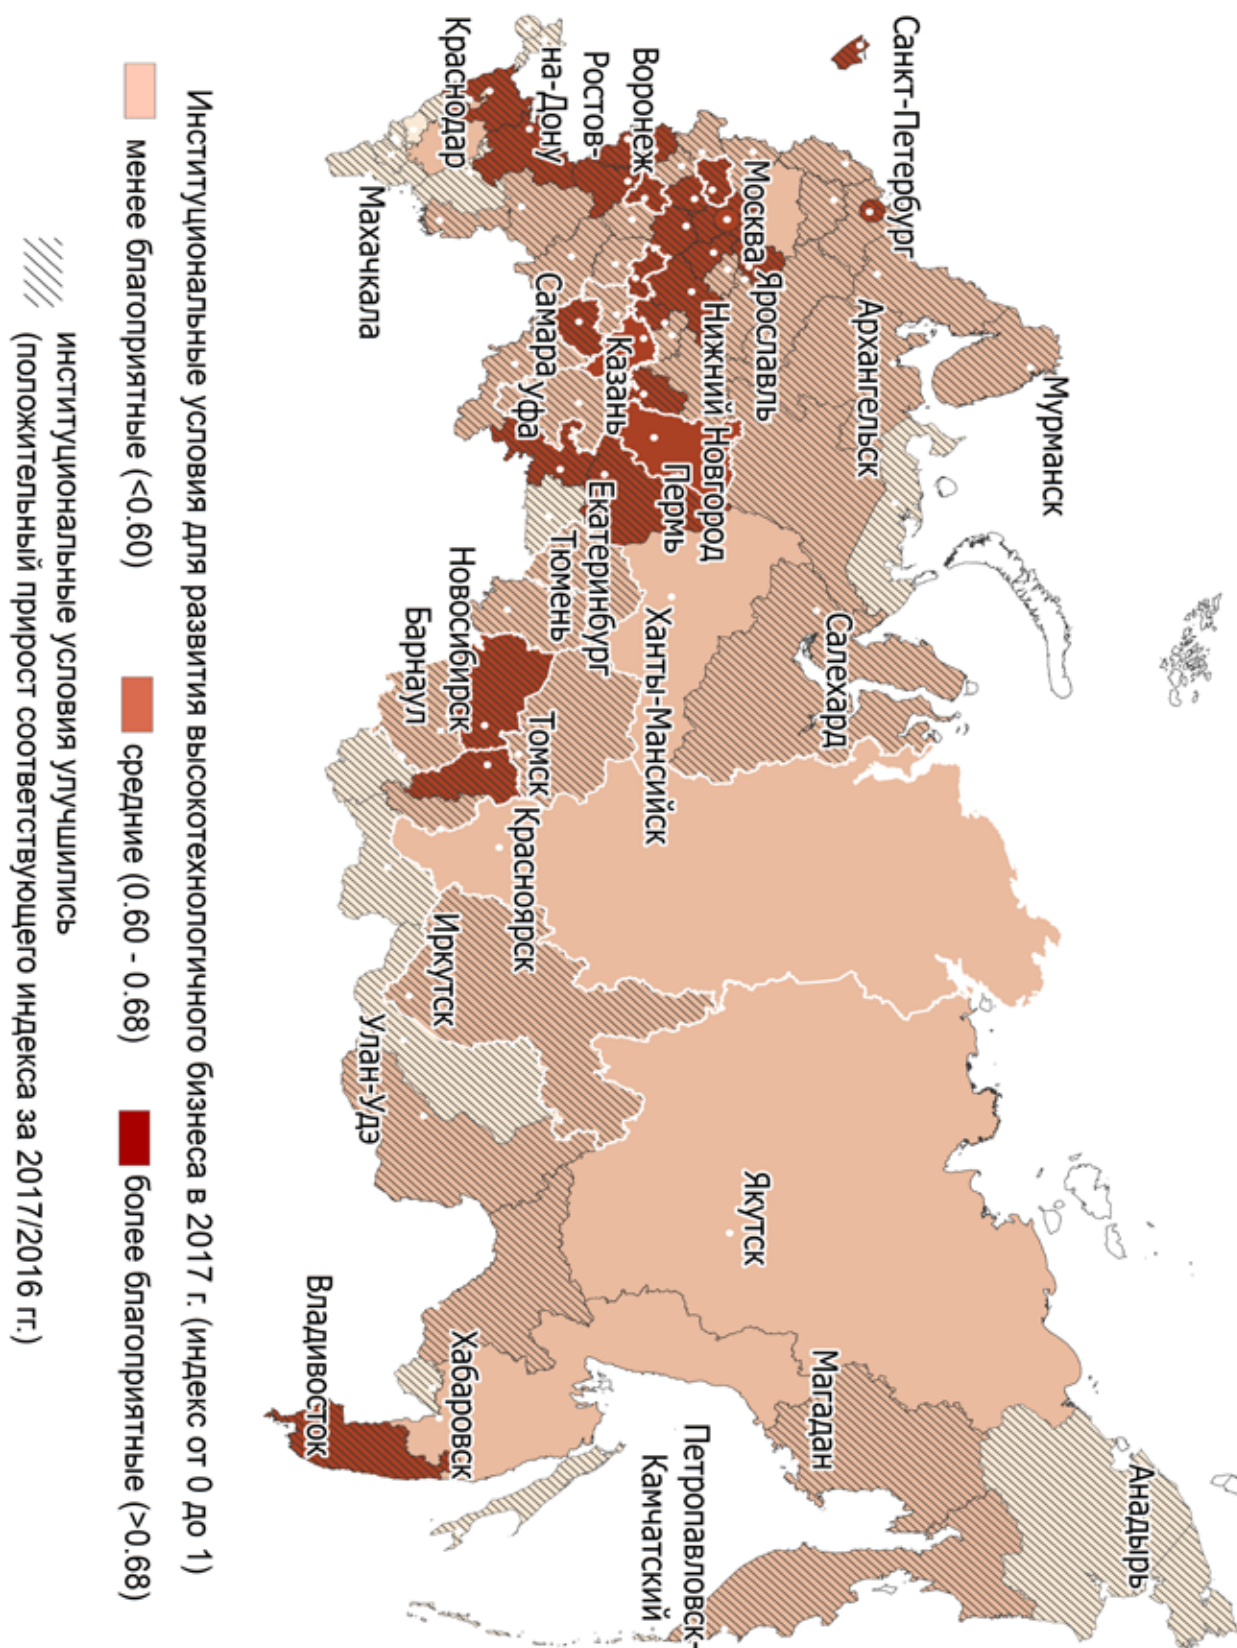 Санкт-Петербург
Мурманск
Архангельск
Анадырь
Салехард
Магадан
Москва
Ярославль
Якутск
Нижний Новгород
Воронеж
Пермь
Ханты-Мансийск
Петропавловск-
Камчатский
Ростов-
на-Дону
Казань
Екатеринбург
Самара
Тюмень
Томск
Уфа
Красноярск
Краснодар
Новосибирск
Хабаровск
Барнаул
Иркутск
Махачкала
Улан-Удэ
Владивосток
Институциональные условия для развития высокотехнологичного бизнеса в 2017 г. (индекс от 0 до 1)
менее благоприятные (<0.60)
средние (0.60 - 0.68)
более благоприятные (>0.68)
институциональные условия улучшились
(положительный прирост соответствующего индекса за 2017/2016 гг.)